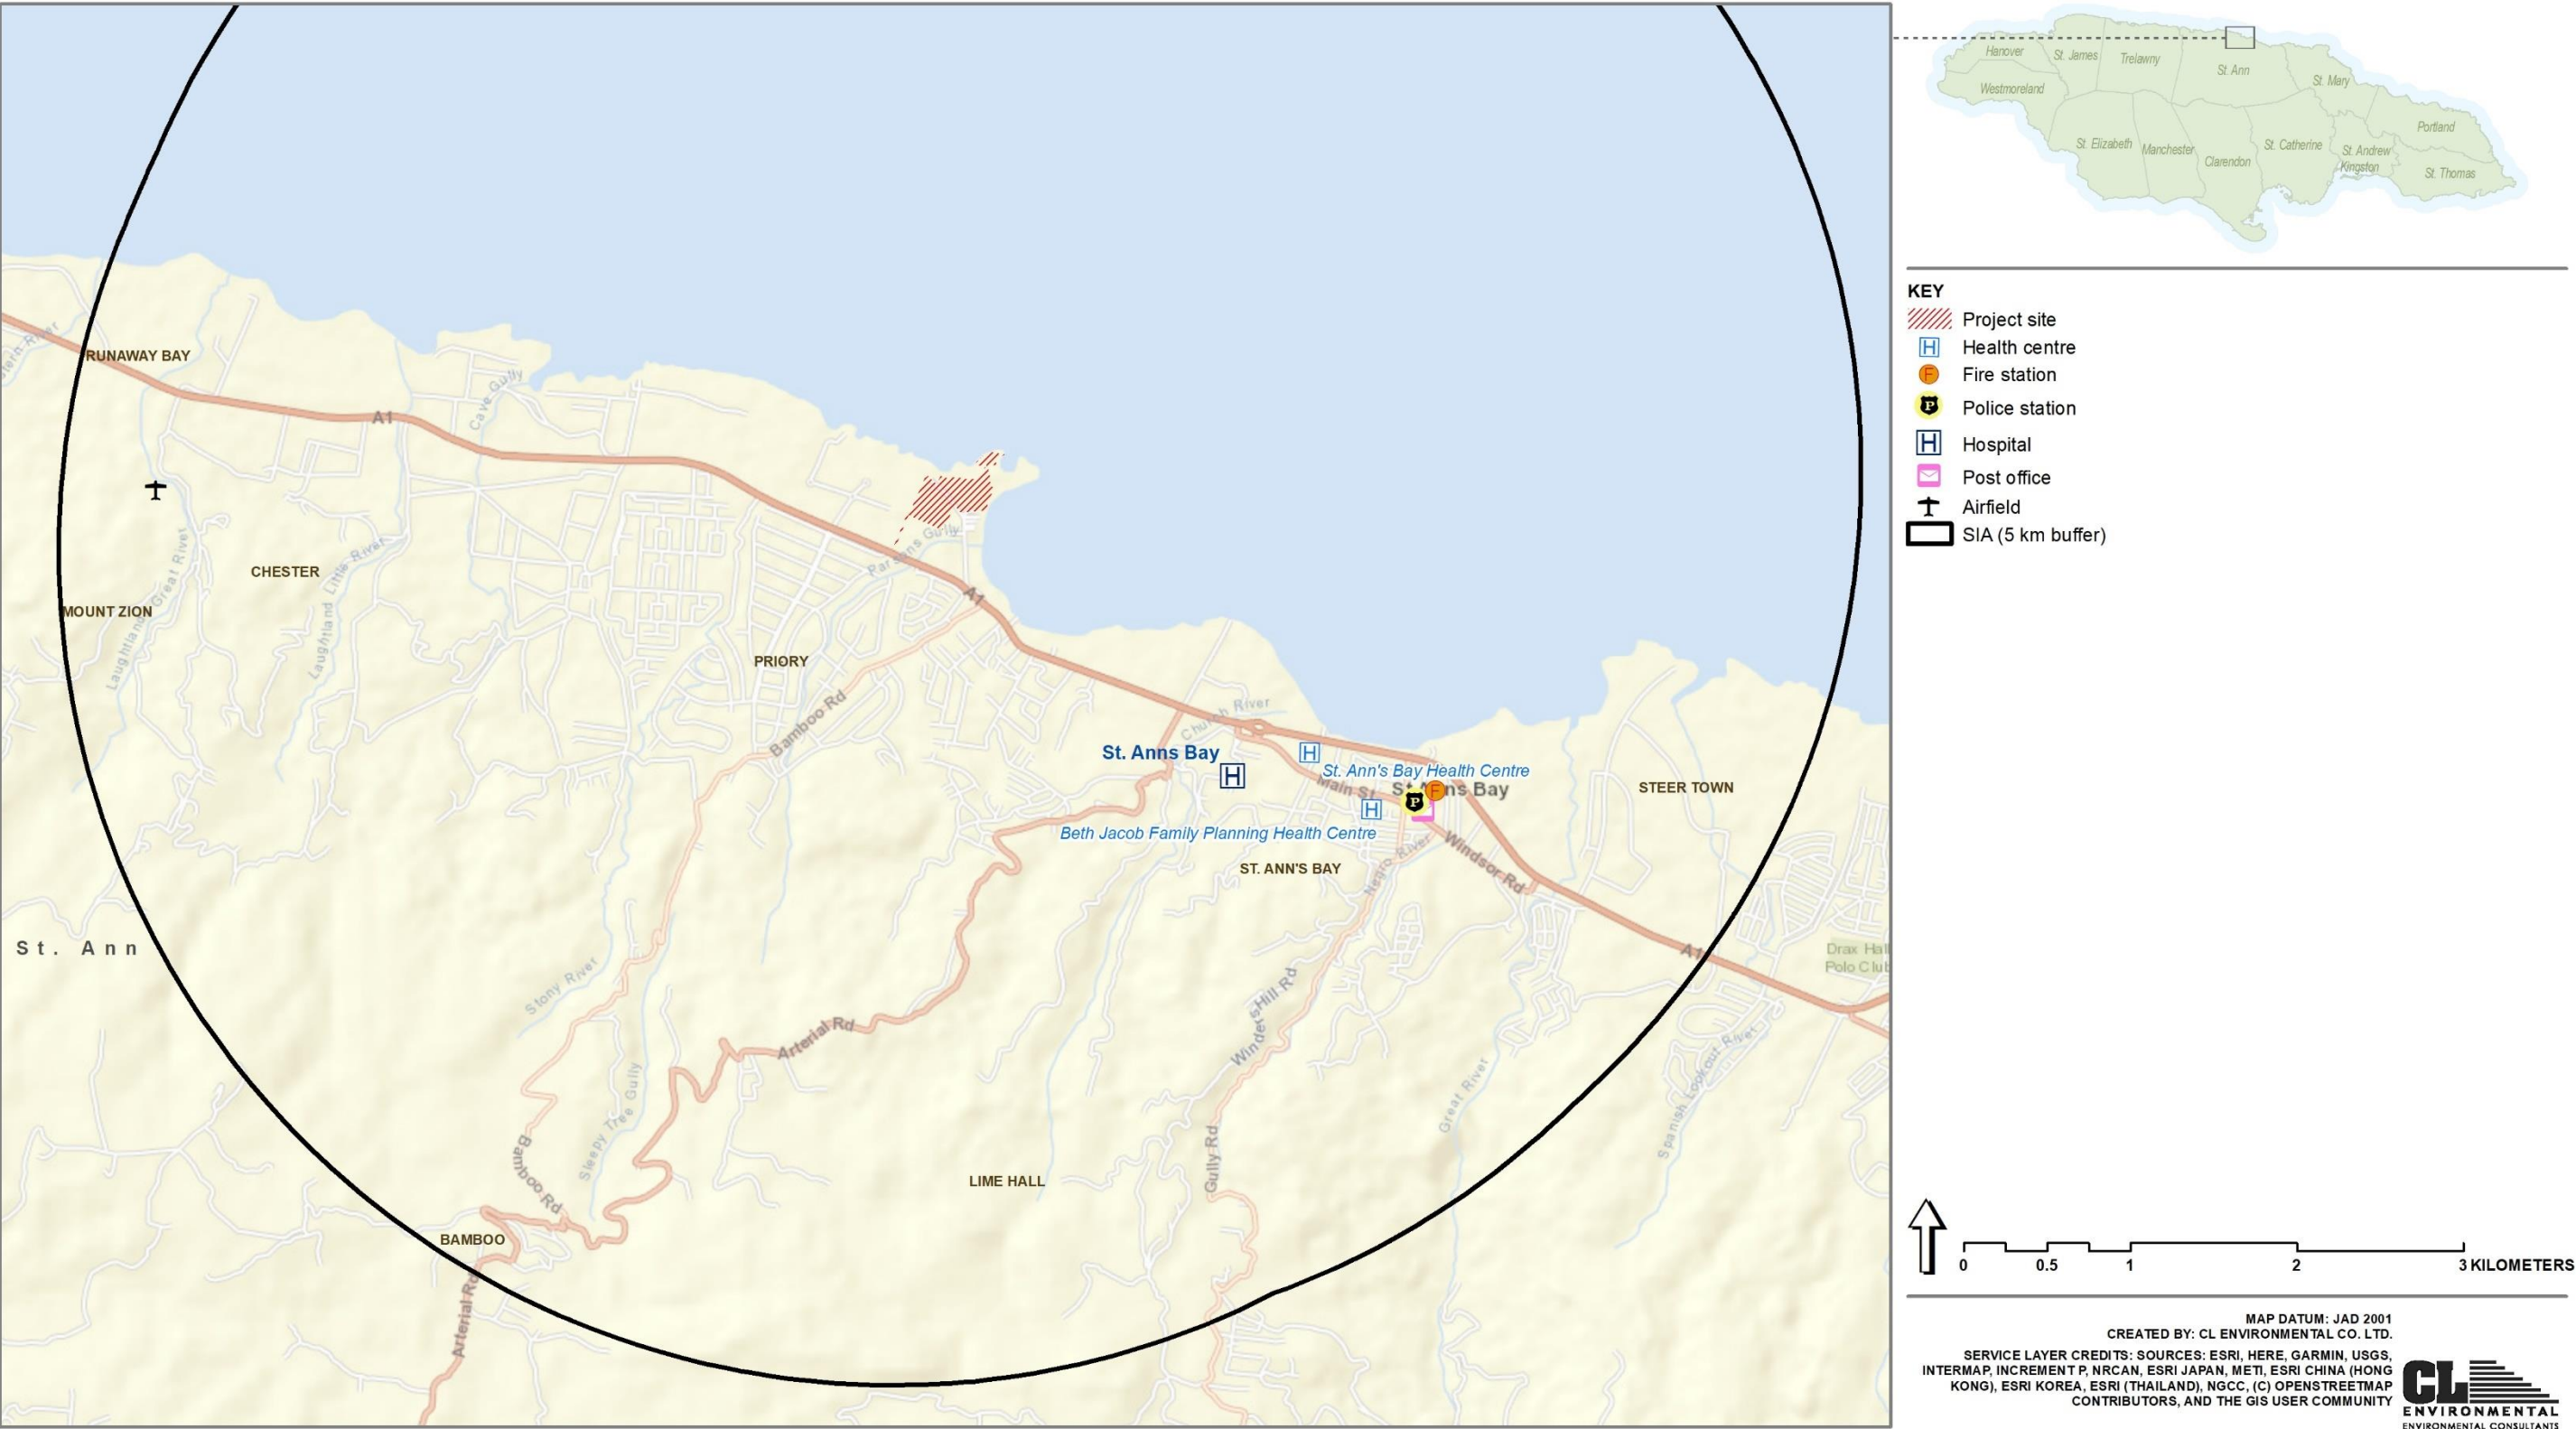 RUNAWAY BAY
A1
Cave Gully
CHESTER
MOUNT ZION
Laughtland Great River
Laughtland Little River
Parsons Gully
A1
PRIORY
Bamboo Rd
Church River
St. Anns Bay
H
H
St. Ann's Bay Health Centre
Main St
F
P
H
Beth Jacob Family Planning Health Centre
ST. ANN'S BAY
Negro River
Windsor Rd
STEER TOWN
A1
Drax Hall
Polo Club
St. Ann
Stony River
Arterial Rd
Winders Hill Rd
Great River
Spanish Lookout River
Sleepy Tree Gully
Bamboo Rd
Gully Rd
LIME HALL
BAMBOO
Arterial Rd
Hanover
St. James
Trelawny
St. Ann
St. Mary
Westmoreland
Portland
St. Elizabeth
Manchester
Clarendon
St. Catherine
St. Andrew
Kingston
St. Thomas
KEY
Project site
H Health centre
F Fire station
P Police station
H Hospital
Post office
Airfield
SIA (5 km buffer)
0 0.5 1 2 3 KILOMETERS
MAP DATUM: JAD 2001
CREATED BY: CL ENVIRONMENTAL CO. LTD.
SERVICE LAYER CREDITS: SOURCES: ESRI, HERE, GARMIN, USGS,
INTERMAP, INCREMENT P, NRCAN, ESRI JAPAN, METI, ESRI CHINA (HONG
KONG), ESRI KOREA, ESRI (THAILAND), NGCC, (C) OPENSTREETMAP
CONTRIBUTORS, AND THE GIS USER COMMUNITY
CL
ENVIRONMENTAL
ENVIRONMENTAL CONSULTANTS